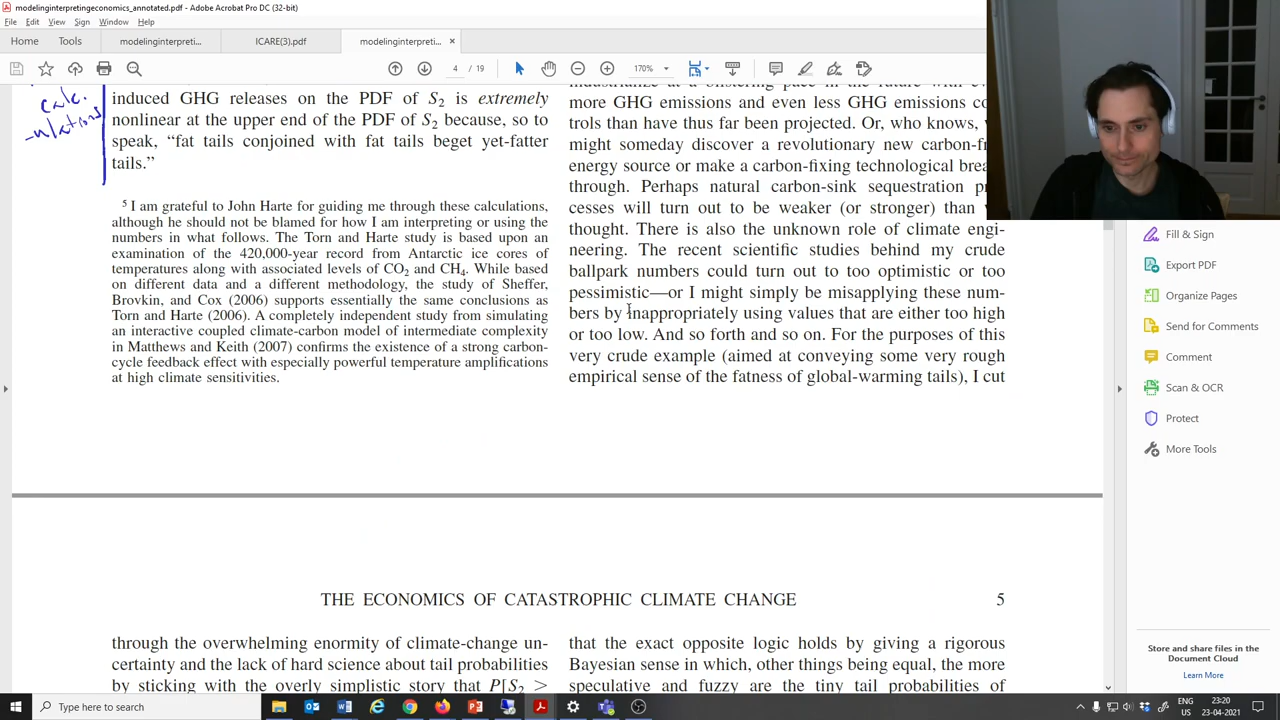 modelinginterpretingeconomics_annotated.pdf - Adobe Acrobat Pro DC (32-bit)
File Edit View Sign Window Help
Home Tools modelinginterpreti... ICARE(3).pdf modelinginterpreti... ×
4 / 19 170%
calc.
-ulations
induced GHG releases on the PDF of S2 is extremely
nonlinear at the upper end of the PDF of S2 because, so to
speak, “fat tails conjoined with fat tails beget yet-fatter
tails.”
5 I am grateful to John Harte for guiding me through these calculations,
although he should not be blamed for how I am interpreting or using the
numbers in what follows. The Torn and Harte study is based upon an
examination of the 420,000-year record from Antarctic ice cores of
temperatures along with associated levels of CO2 and CH4. While based
on different data and a different methodology, the study of Sheffer,
Brovkin, and Cox (2006) supports essentially the same conclusions as
Torn and Harte (2006). A completely independent study from simulating
an interactive coupled climate-carbon model of intermediate complexity
in Matthews and Keith (2007) confirms the existence of a strong carbon-
cycle feedback effect with especially powerful temperature amplifications
at high climate sensitivities.
industrialize at a blistering pace in the future with
more GHG emissions and even less GHG emissions co
trols than have thus far been projected. Or, who knows,
might someday discover a revolutionary new carbon-fr
energy source or make a carbon-fixing technological brea
through. Perhaps natural carbon-sink sequestration pr
cesses will turn out to be weaker (or stronger) than
thought. There is also the unknown role of climate engi-
neering. The recent scientific studies behind my crude
ballpark numbers could turn out to too optimistic or too
pessimistic—or I might simply be misapplying these num-
bers by inappropriately using values that are either too high
or too low. And so forth and so on. For the purposes of this
very crude example (aimed at conveying some very rough
empirical sense of the fatness of global-warming tails), I cut
THE ECONOMICS OF CATASTROPHIC CLIMATE CHANGE 5
through the overwhelming enormity of climate-change un-
certainty and the lack of hard science about tail probabilities
by sticking with the overly simplistic story that P[S2 >
that the exact opposite logic holds by giving a rigorous
Bayesian sense in which, other things being equal, the more
speculative and fuzzy are the tiny tail probabilities of
Fill & Sign
Export PDF
Organize Pages
Send for Comments
Comment
Scan & OCR
Protect
More Tools
Store and share files in the
Document Cloud
Learn More
Type here to search
ENG
US
23:20
23-04-2021